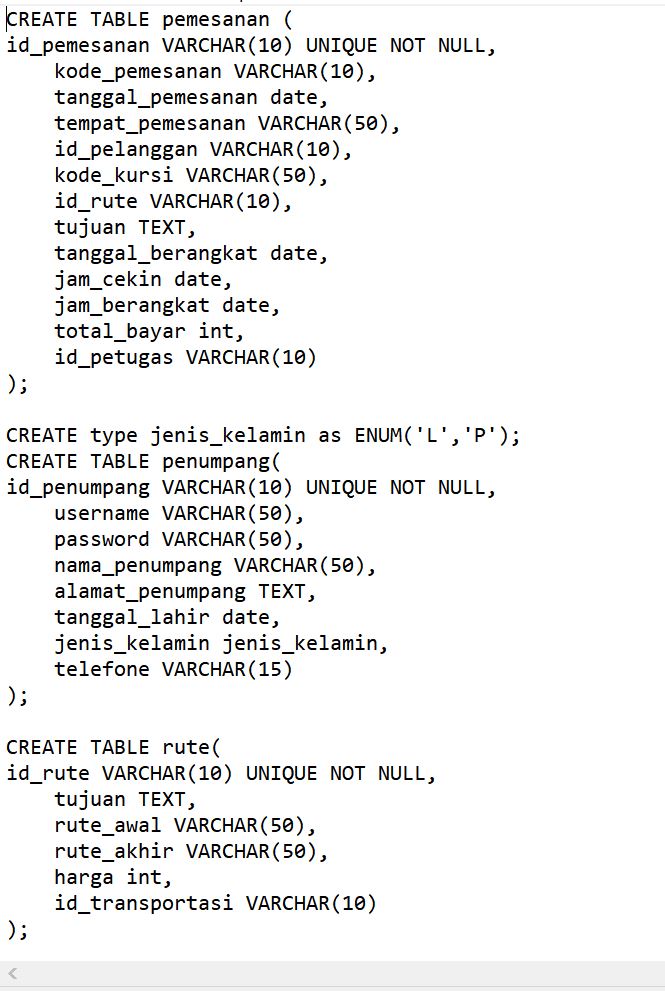 CREATE TABLE pemesanan (
id_pemesanan VARCHAR(10) UNIQUE NOT NULL,
    kode_pemesanan VARCHAR(10),
    tanggal_pemesanan date,
    tempat_pemesanan VARCHAR(50),
    id_pelanggan VARCHAR(10),
    kode_kursi VARCHAR(50),
    id_rute VARCHAR(10),
    tujuan TEXT,
    tanggal_berangkat date,
    jam_cekin date,
    jam_berangkat date,
    total_bayar int,
    id_petugas VARCHAR(10)
);

CREATE type jenis_kelamin as ENUM('L','P');
CREATE TABLE penumpang(
id_penumpang VARCHAR(10) UNIQUE NOT NULL,
    username VARCHAR(50),
    password VARCHAR(50),
    nama_penumpang VARCHAR(50),
    alamat_penumpang TEXT,
    tanggal_lahir date,
    jenis_kelamin jenis_kelamin,
    telefone VARCHAR(15)
);

CREATE TABLE rute(
id_rute VARCHAR(10) UNIQUE NOT NULL,
    tujuan TEXT,
    rute_awal VARCHAR(50),
    rute_akhir VARCHAR(50),
    harga int,
    id_transportasi VARCHAR(10)
);